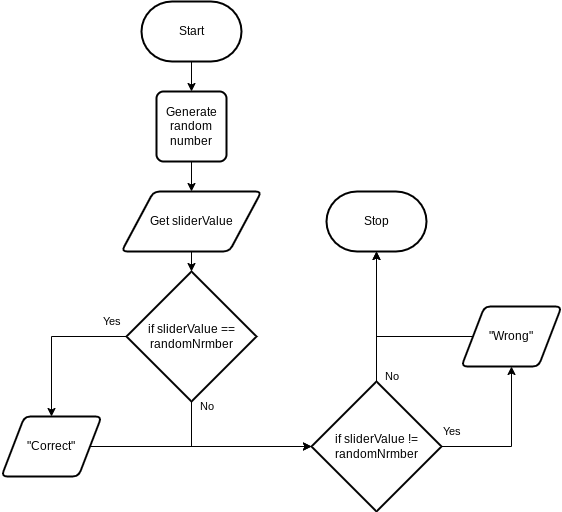 Start
Generate
random
number
Get sliderValue
Stop
Yes
if sliderValue ==
randomNrmber
"Wrong"
No
No
"Correct"
if sliderValue !=
randomNrmber
Yes